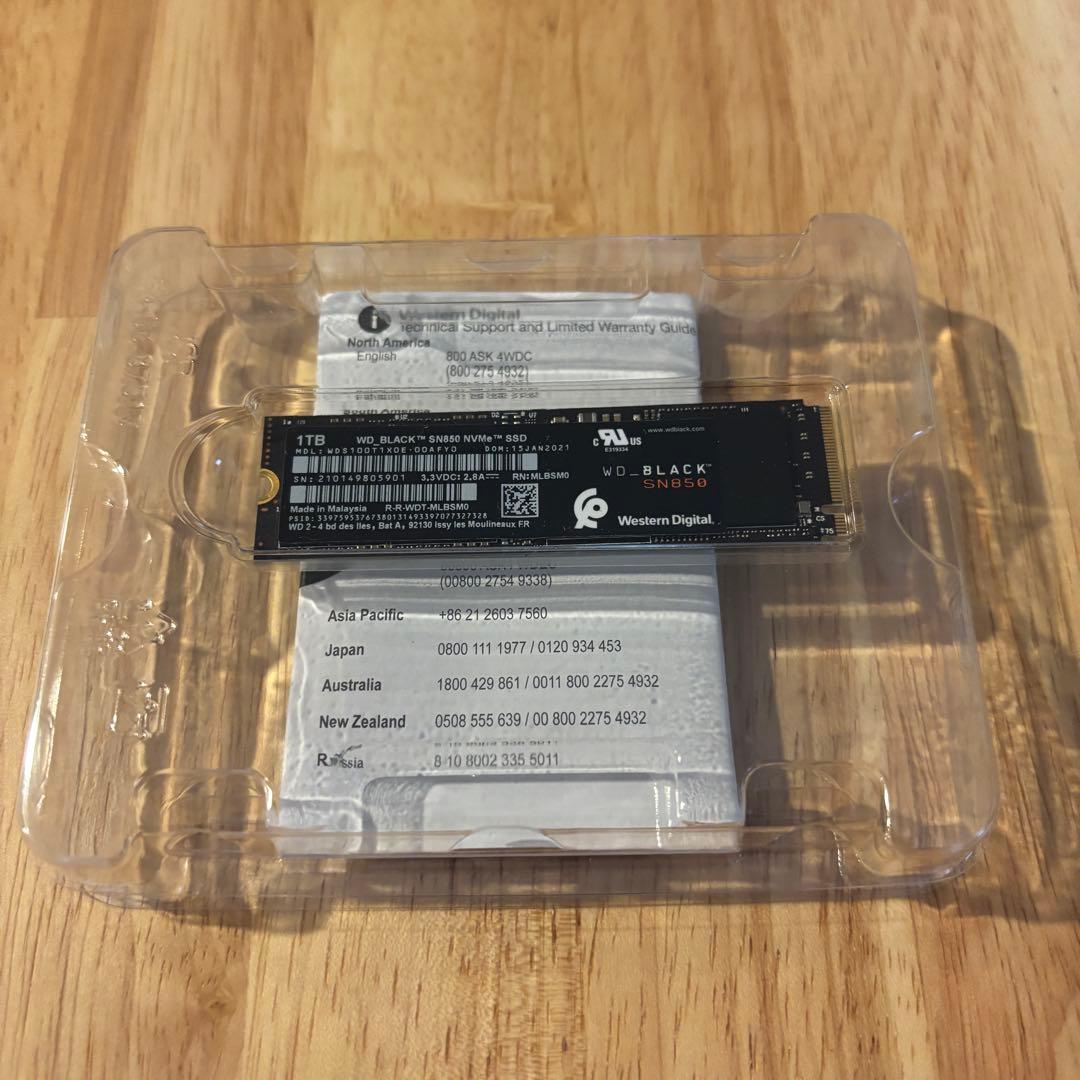 Western Digital
Technical Support and Limited Warranty Guide
North America
English 800 ASK 4WDC
(800 275 4932)
1TB WD_BLACK™ SN850 NVMe™ SSD
MDL: WDS100T1X0E-00AFY0 DOM:15JAN2021
SN: 210149805901 3.3VDC: 2.8A RN:MLBSM0
Made in Malaysia R-R-WDT-MLBSM0
WD 2-4 bd des Iles, Bat A, 92130 Issy les Moulineaux FR
C UL US
E319334
www.wdblack.com
WD_BLACK™
SN850
Western Digital.
(00800 2754 9338)
Asia Pacific +86 21 2603 7560
Japan 0800 111 1977 / 0120 934 453
Australia 1800 429 861 / 0011 800 2275 4932
New Zealand 0508 555 639 / 00 800 2275 4932
Russia 8 10 8002 335 5011